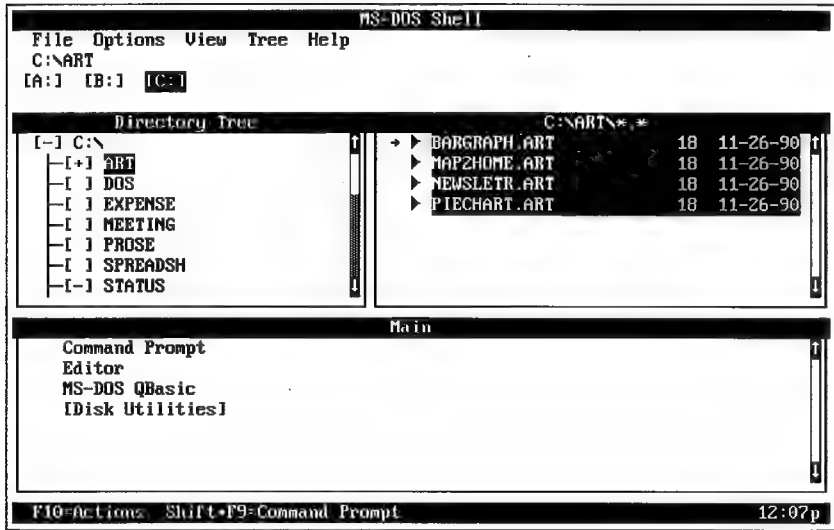 MS-DOS Shell
File Options View Tree Help
C:\ART
[A:] [B:] [C:]
Directory Tree
[-] C:\
[+] ART
[ ] DOS
[ ] EXPENSE
[ ] MEETING
[ ] PROSE
[ ] SPREADSH
[-] STATUS
C:\ART\*.*
BARGRAPH.ART 18 11-26-90
MAP2HOME.ART 18 11-26-90
NEWSLETR.ART 18 11-26-90
PIECHART.ART 18 11-26-90
Main
Command Prompt
Editor
MS-DOS QBasic
[Disk Utilities]
F10=Actions Shift+F9=Command Prompt 12:07p